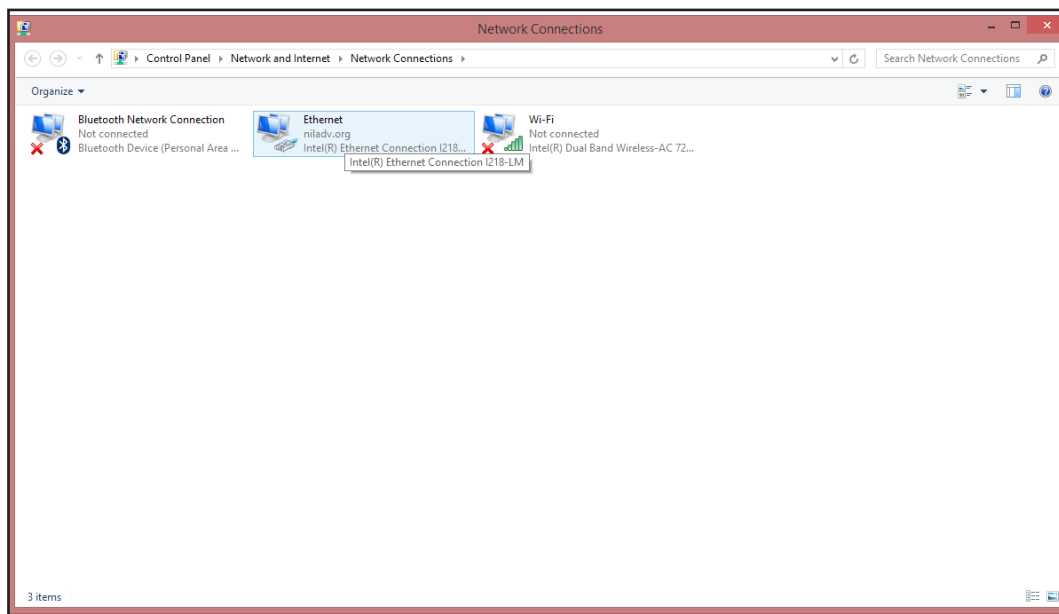 Network Connections
Control Panel Network and Internet Network Connections
Search Network Connections
Organize
Bluetooth Network Connection
Not connected
Bluetooth Device (Personal Area ...
Ethernet
niladv.org
Intel(R) Ethernet Connection I218...
Intel(R) Ethernet Connection I218-LM
Wi-Fi
Not connected
Intel(R) Dual Band Wireless-AC 72...
3 items